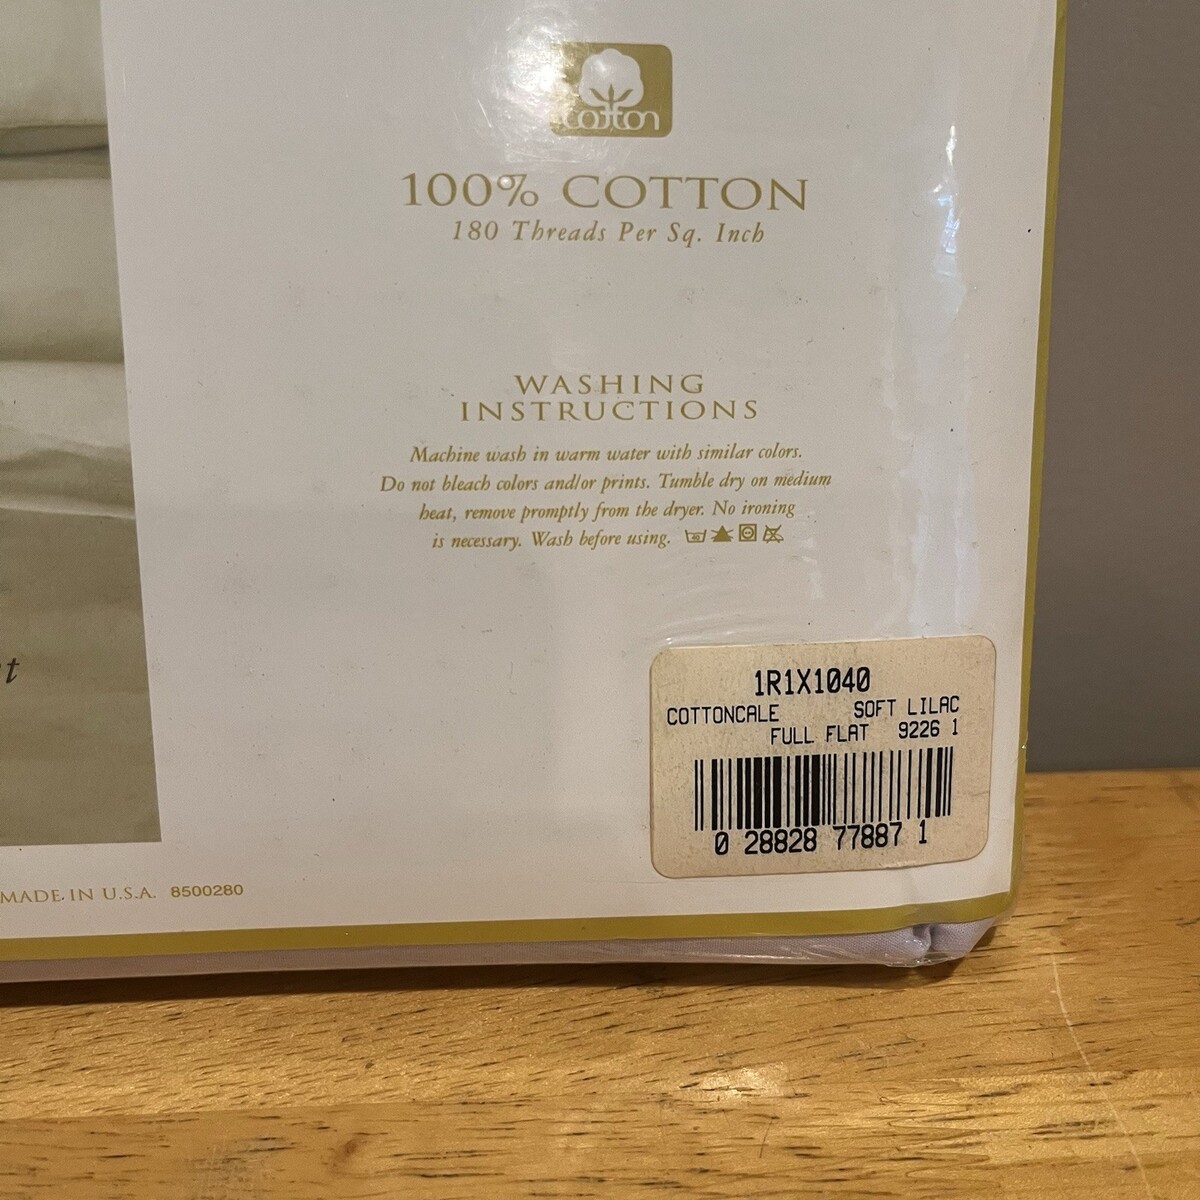 cotton
100% COTTON
180 Threads Per Sq. Inch
WASHING
INSTRUCTIONS
Machine wash in warm water with similar colors.
Do not bleach colors and/or prints. Tumble dry on medium
heat, remove promptly from the dryer. No ironing
is necessary. Wash before using.
1R1X1040
COTTONCALE SOFT LILAC
FULL FLAT 9226 1
0 28828 77887 1
MADE IN U.S.A. 8500280